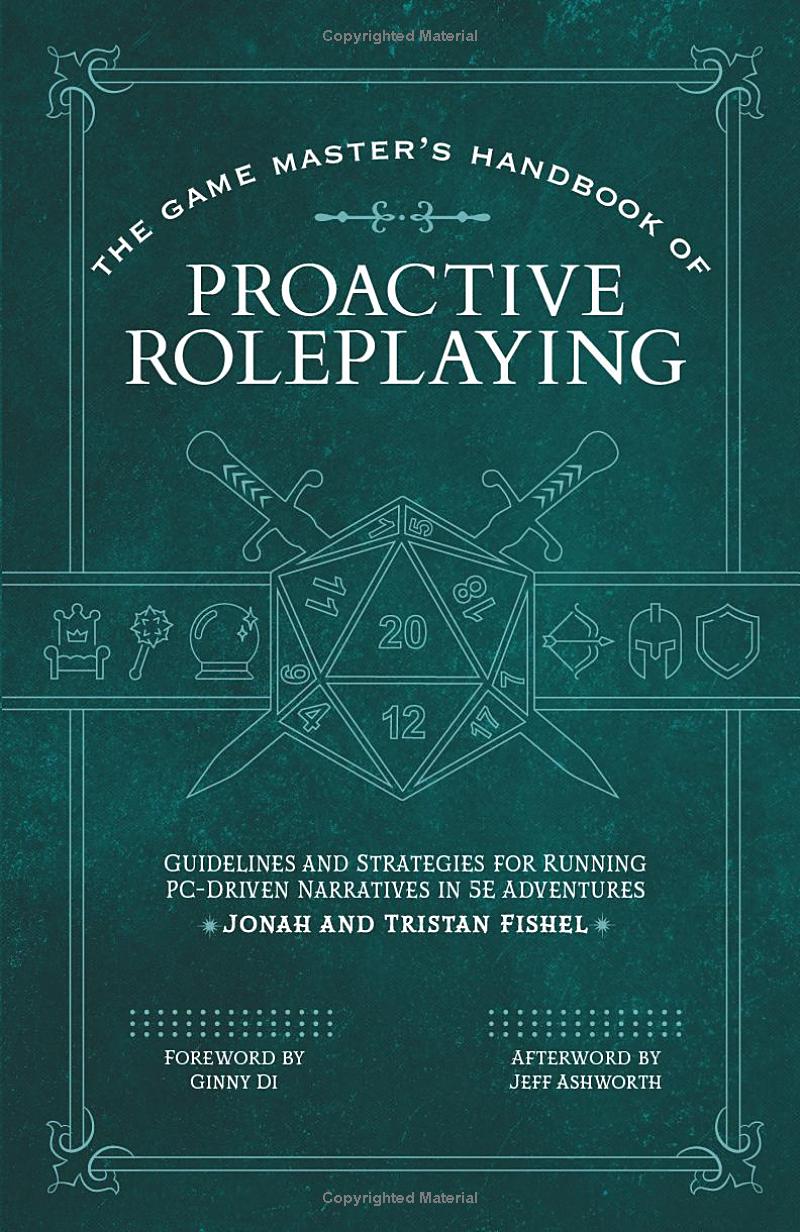 Copyrighted Material
THE GAME MASTER'S HANDBOOK OF
PROACTIVE
ROLEPLAYING
1 5
11 18
20
9 7
4 12 17
GUIDELINES AND STRATEGIES FOR RUNNING
PC-DRIVEN NARRATIVES IN 5E ADVENTURES
JONAH AND TRISTAN FISHEL
FOREWORD BY
GINNY DI
AFTERWORD BY
JEFF ASHWORTH
Copyrighted Material